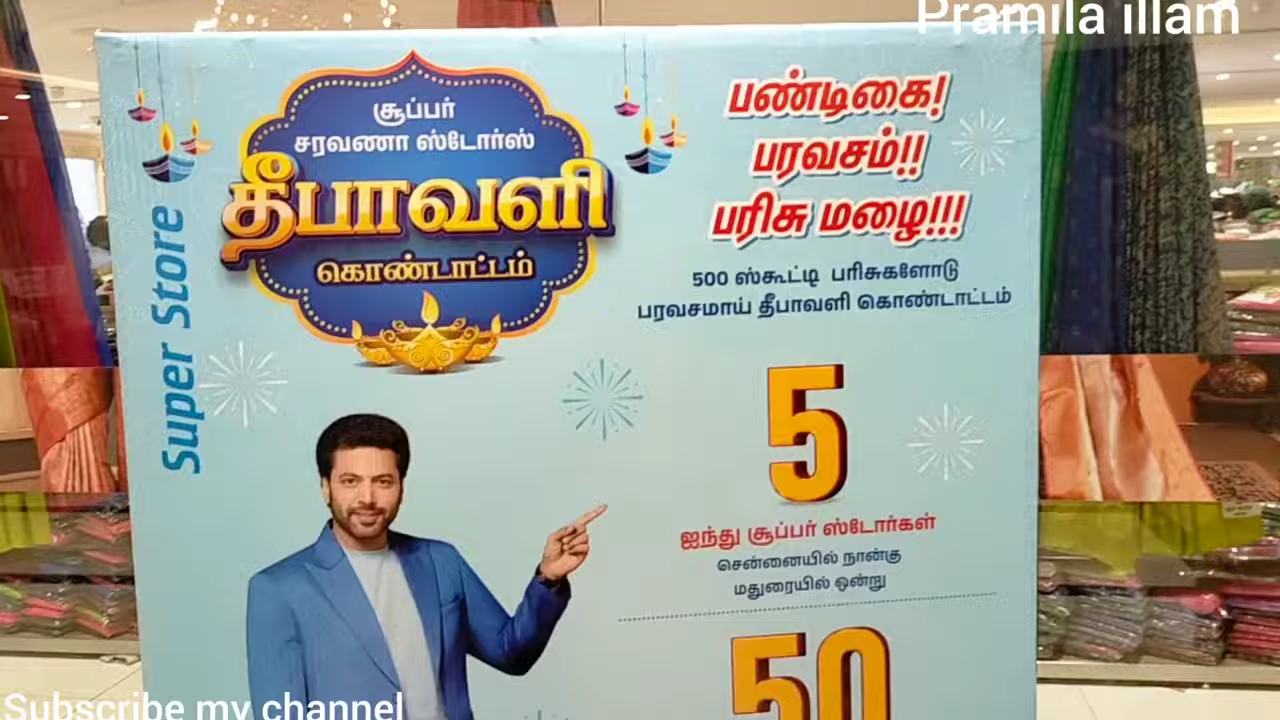 Pramila illam
சூப்பர்
சரவணா ஸ்டோர்ஸ்
தீபாவளி
கொண்டாட்டம்
Super Store
பண்டிகை!
பரவசம்!!
பரிசு மழை!!!
500 ஸ்கூட்டி பரிசுகளோடு
பரவசமாய் தீபாவளி கொண்டாட்டம்
5
ஐந்து சூப்பர் ஸ்டோர்கள்
சென்னையில் நான்கு
மதுரையில் ஒன்று
50
Subscribe my channel